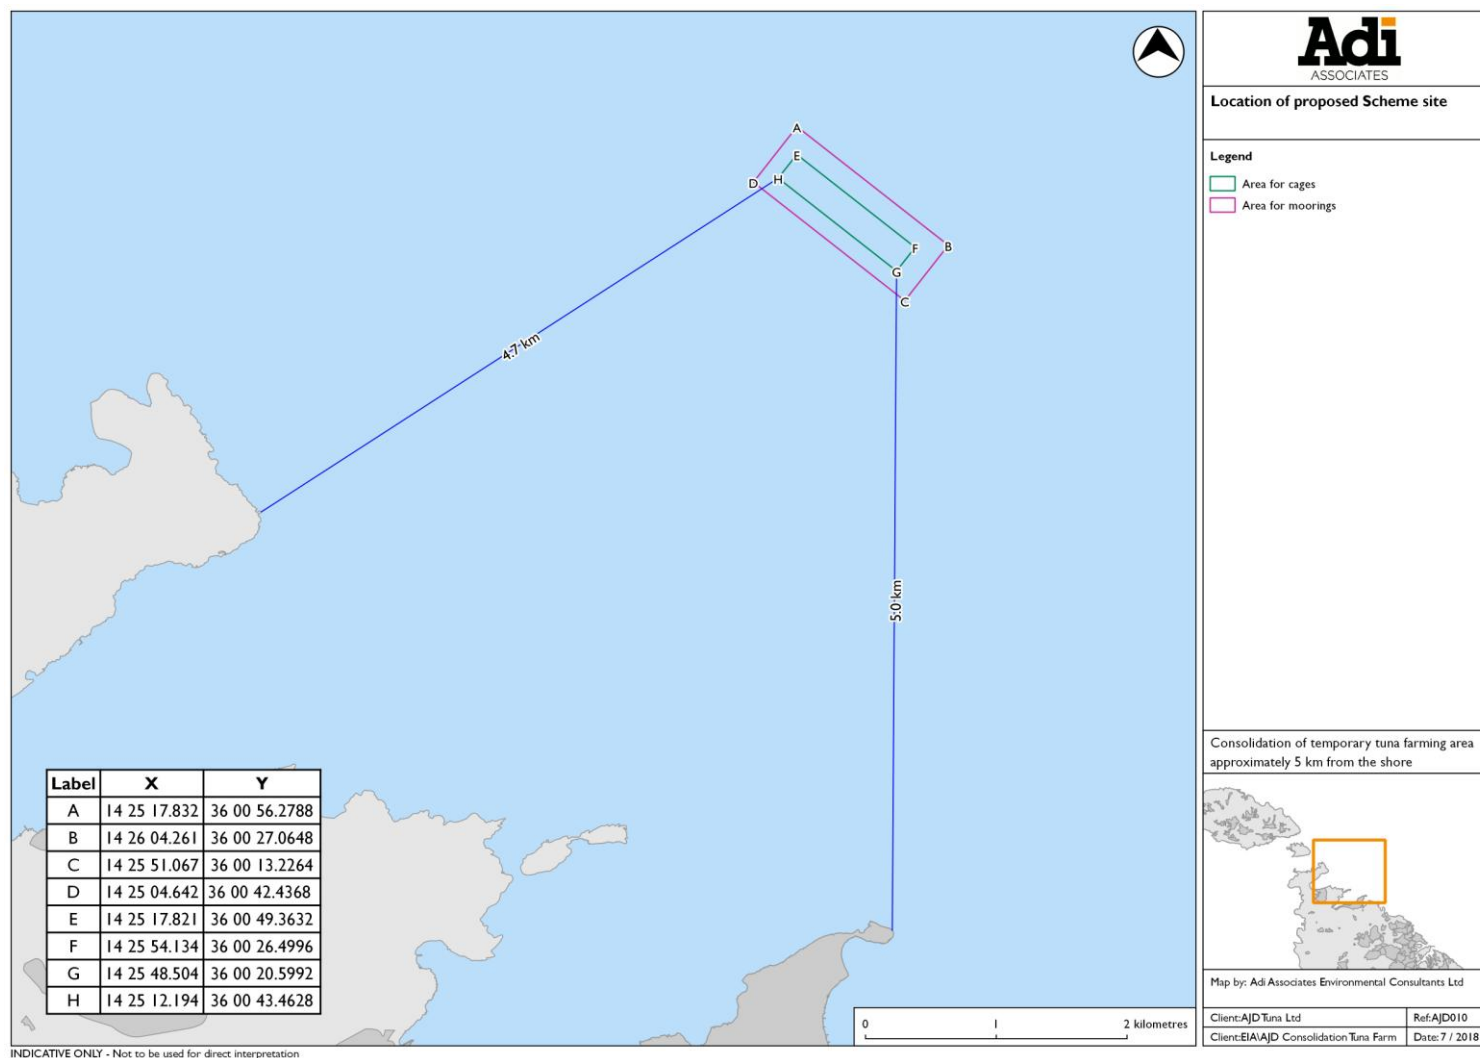 A
E
H
D
F
B
G
C
4.7 km
5.0 km
Label X Y
A 14 25 17.832 36 00 56.2788
B 14 26 04.261 36 00 27.0648
C 14 25 51.067 36 00 13.2264
D 14 25 04.642 36 00 42.4368
E 14 25 17.821 36 00 49.3632
F 14 25 54.134 36 00 26.4996
G 14 25 48.504 36 00 20.5992
H 14 25 12.194 36 00 43.4628
0 1 2 kilometres
INDICATIVE ONLY - Not to be used for direct interpretation
Adi
ASSOCIATES
Location of proposed Scheme site
Legend
Area for cages
Area for moorings
Consolidation of temporary tuna farming area
approximately 5 km from the shore
Map by: Adi Associates Environmental Consultants Ltd
Client:AJD Tuna Ltd Ref:AJD010
Client:EIA\AJD Consolidation Tuna Farm Date: 7 / 2018